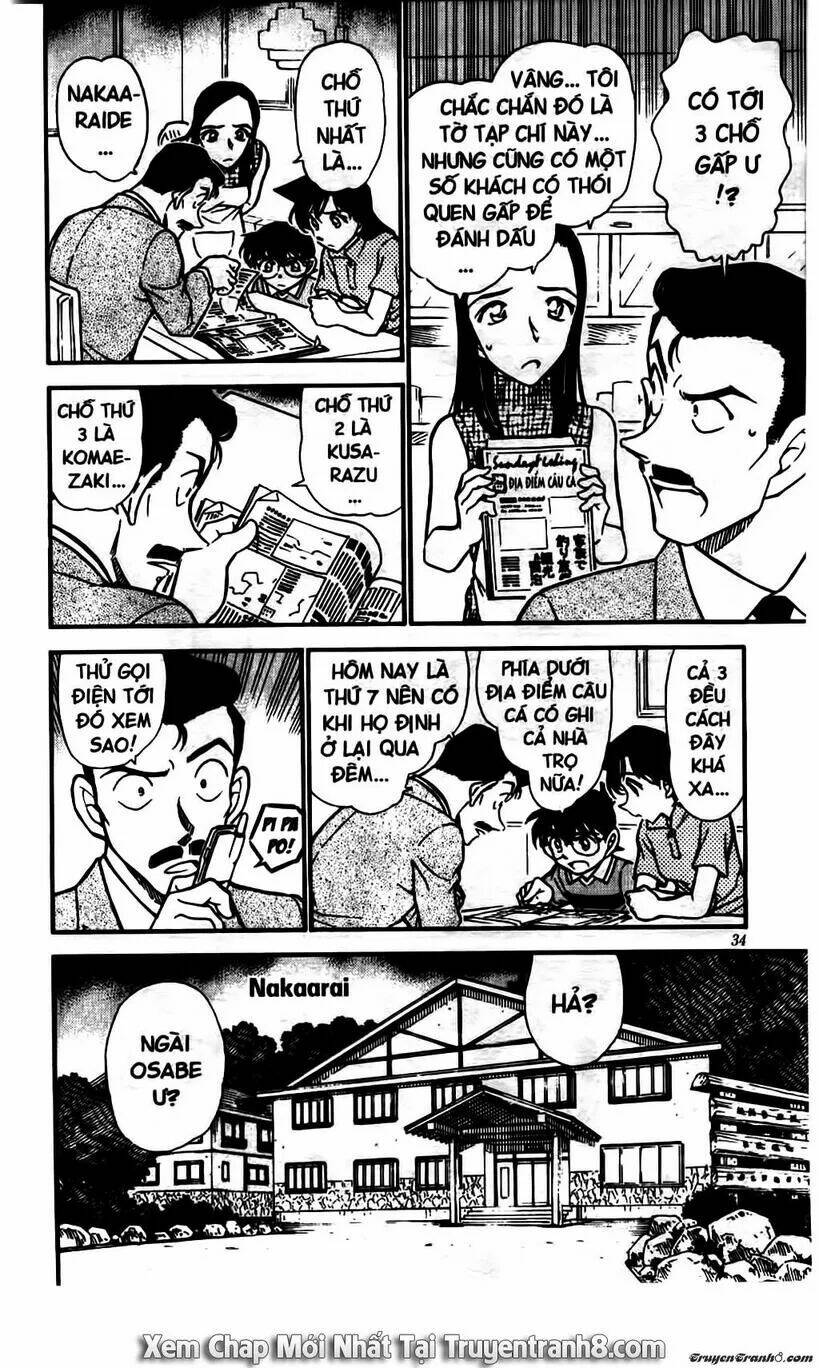 CÓ TỚI
3 CHỖ
GẤP Ư
!?
VÂNG... TÔI
CHẮC CHẮN ĐÓ LÀ
TỜ TẠP CHÍ NÀY...
NHƯNG CŨNG CÓ MỘT
SỐ KHÁCH CÓ THÓI
QUEN GẤP ĐỂ
ĐÁNH DẤU
...
ĐỊA ĐIỂM CÂU CÁ
CHỖ
THỨ
NHẤT
LÀ...
NAKAA-
RAIDE
...
CHỖ THỨ
2 LÀ
KUSA-
RAZU
...
CHỖ THỨ
3 LÀ
KOMAE-
ZAKI...
CẢ 3
ĐỀU
CÁCH
ĐÂY
KHÁ
XA...
PHÍA DƯỚI
ĐỊA ĐIỂM CÂU
CÁ CÓ GHI
CẢ NHÀ
TRỌ
NỮA!
HÔM NAY LÀ
THỨ 7 NÊN CÓ
KHI HỌ ĐỊNH
Ở LẠI QUA
ĐÊM...
THỬ GỌI
ĐIỆN TỚI
ĐÓ XEM
SAO!
PI PA
PO!
34
Nakaarai
HẢ?
NGÀI
OSABE
Ư?
Xem Chap Mới Nhất Tại Truyentranh8.com
TruyenTranh8.com